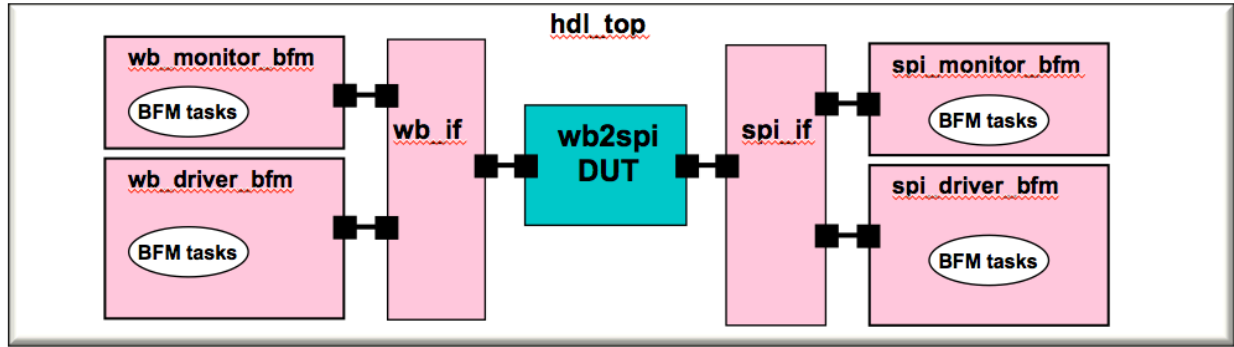 hdl_top
wb_monitor_bfm
BFM tasks
wb_driver_bfm
BFM tasks
wb_if
wb2spi
DUT
spi_if
spi_monitor_bfm
BFM tasks
spi_driver_bfm
BFM tasks